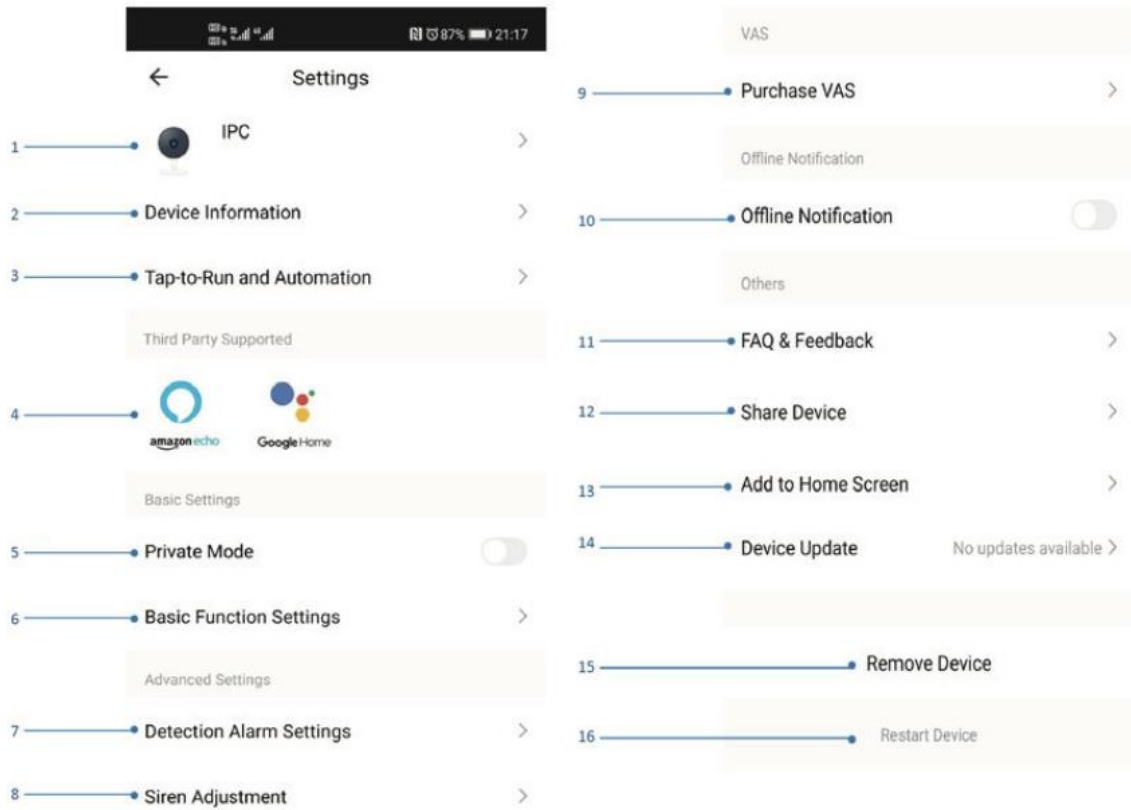 87% 21:17
Settings
1 IPC
2 Device Information
3 Tap-to-Run and Automation
Third Party Supported
4 amazon echo Google Home
Basic Settings
5 Private Mode
6 Basic Function Settings
Advanced Settings
7 Detection Alarm Settings
8 Siren Adjustment
VAS
9 Purchase VAS
Offline Notification
10 Offline Notification
Others
11 FAQ & Feedback
12 Share Device
13 Add to Home Screen
14 Device Update No updates available
15 Remove Device
16 Restart Device